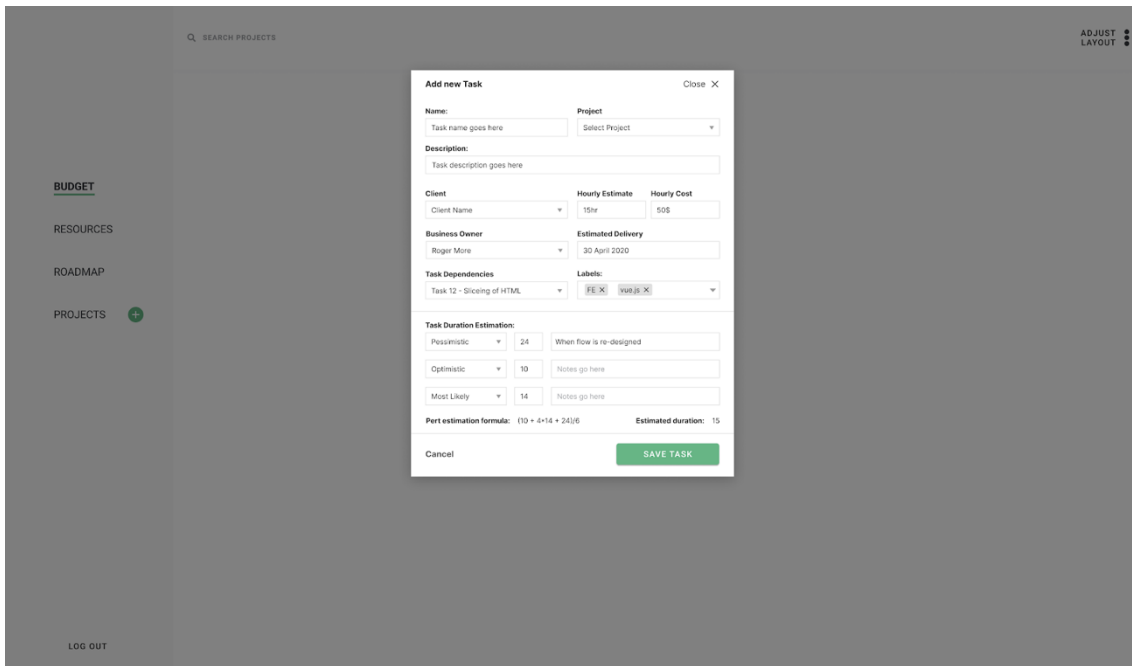 SEARCH PROJECTS
ADJUST
LAYOUT
BUDGET
RESOURCES
ROADMAP
PROJECTS
LOG OUT
Add new Task Close
Name: Project
Task name goes here Select Project
Description:
Task description goes here
Client Hourly Estimate Hourly Cost
Client Name 15hr 50$
Business Owner Estimated Delivery
Roger More 30 April 2020
Task Dependencies Labels:
Task 12 - Sliceing of HTML FE X vue.js X
Task Duration Estimation:
Pessimistic 24 When flow is re-designed
Optimistic 10 Notes go here
Most Likely 14 Notes go here
Pert estimation formula: (10 + 4*14 + 24)/6 Estimated duration: 15
Cancel SAVE TASK